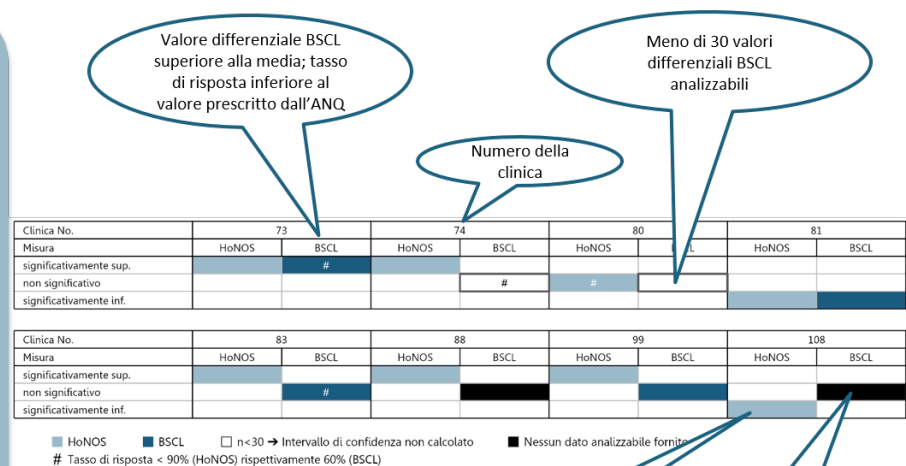 Valore differenziale BSCL
superiore alla media; tasso
di risposta inferiore al
valore prescritto dall'ANQ
Meno di 30 valori
differenziali BSCL
analizzabili
Numero della
clinica
Clinica No. 73 74 80 81
Misura HoNOS BSCL HoNOS BSCL HoNOS HoNOS BSCL
significativamente sup. #
non significativo # #
significativamente inf.
Clinica No. 83 88 99 108
Misura HoNOS BSCL HoNOS BSCL HoNOS BSCL HoNOS BSCL
significativamente sup.
non significativo #
significativamente inf.
HoNOS BSCL n<30 → Intervallo di confidenza non calcolato Nessun dato analizzabile fornito
# Tasso di risposta < 90% (HoNOS) rispettivamente 60% (BSCL)